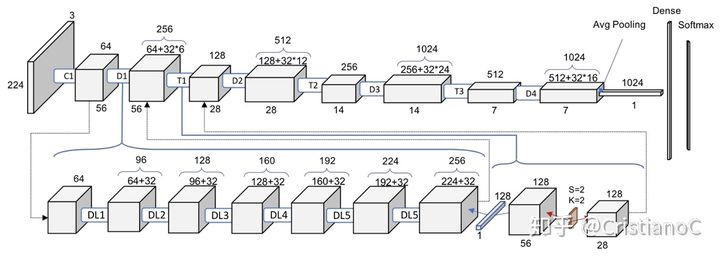 3
64
256
64+32*6
128
512
128+32*12
256
1024
256+32*24
512
1024
512+32*16
Avg Pooling
Dense
Softmax
1024
224
C1
D1
T1
D2
T2
D3
T3
D4
56
56
28
28
14
14
7
7
1
64
96
64+32
128
96+32
160
128+32
192
160+32
224
192+32
256
224+32
128
128
S=2
K=2
128
DL1
DL2
DL3
DL4
DL5
DL5
1
56
28
知乎 @CristianoC